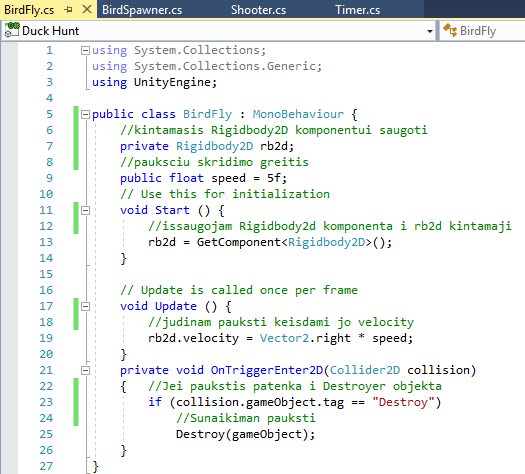 BirdFly.cs BirdSpawner.cs Shooter.cs Timer.cs
Duck Hunt BirdFly
1 using System.Collections;
2 using System.Collections.Generic;
3 using UnityEngine;
4
5 public class BirdFly : MonoBehaviour {
6 //kintamasis Rigidbody2D komponentui saugoti
7 private Rigidbody2D rb2d;
8 //pauksciu skridimo greitis
9 public float speed = 5f;
10 // Use this for initialization
11 void Start () {
12 //issaugojam Rigidbody2d komponenta i rb2d kintamaji
13 rb2d = GetComponent<Rigidbody2D>();
14 }
15
16 // Update is called once per frame
17 void Update () {
18 //judinam pauksti keisdami jo velocity
19 rb2d.velocity = Vector2.right * speed;
20 }
21 private void OnTriggerEnter2D(Collider2D collision)
22 { //Jei paukstis patenka i Destroyer objekta
23 if (collision.gameObject.tag == "Destroy")
24 //Sunaikiman pauksti
25 Destroy(gameObject);
26 }
27 }